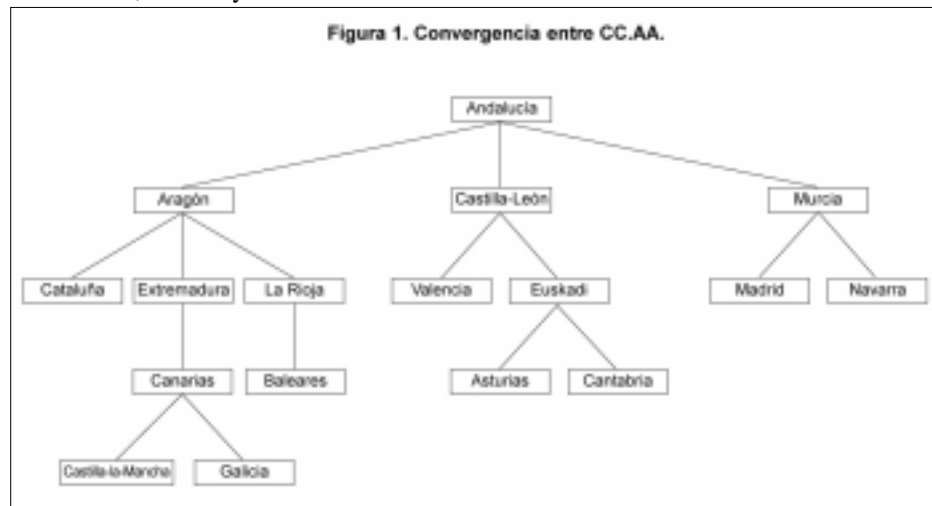 Figura 1. Convergencia entre CC.AA.
Andalucía
Aragón Castilla-León Murcia
Cataluña Extremadura La Rioja Valencia Euskadi Madrid Navarra
Canarias Baleares Asturias Cantabria
Castilla-la-Mancha Galicia